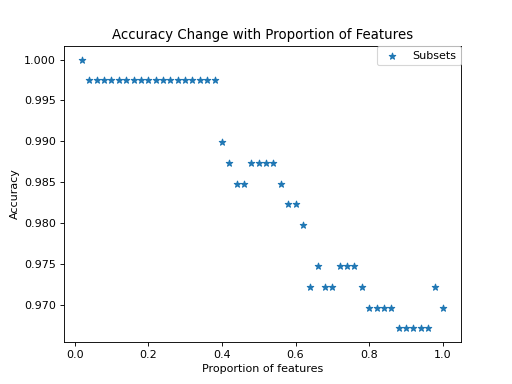 Accuracy Change with Proportion of Features
Subsets
1.000
0.995
0.990
0.985
0.980
0.975
0.970
Accuracy
0.0 0.2 0.4 0.6 0.8 1.0
Proportion of features